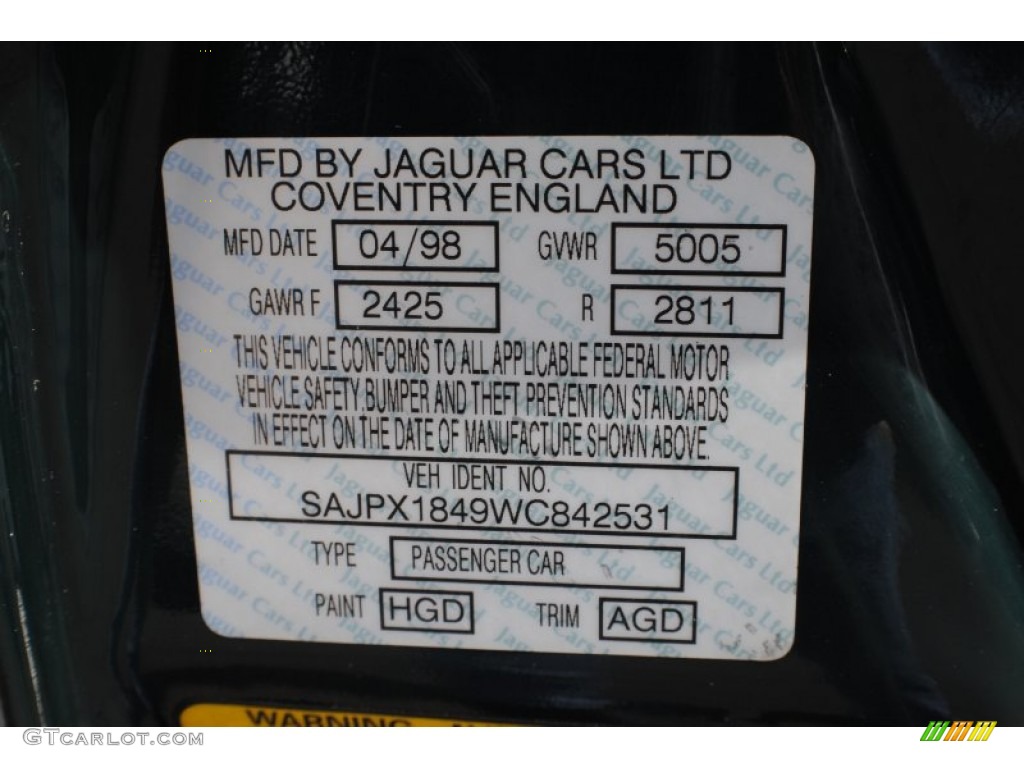 MFD BY JAGUAR CARS LTD
COVENTRY ENGLAND
MFD DATE 04/98 GVWR 5005
GAWR F 2425 R 2811
THIS VEHICLE CONFORMS TO ALL APPLICABLE FEDERAL MOTOR
VEHICLE SAFETY, BUMPER AND THEFT PREVENTION STANDARDS
IN EFFECT ON THE DATE OF MANUFACTURE SHOWN ABOVE.
VEH IDENT NO.
SAJPX1849WC842531
TYPE PASSENGER CAR
PAINT HGD TRIM AGD
WARNING
GTCARLOT.COM